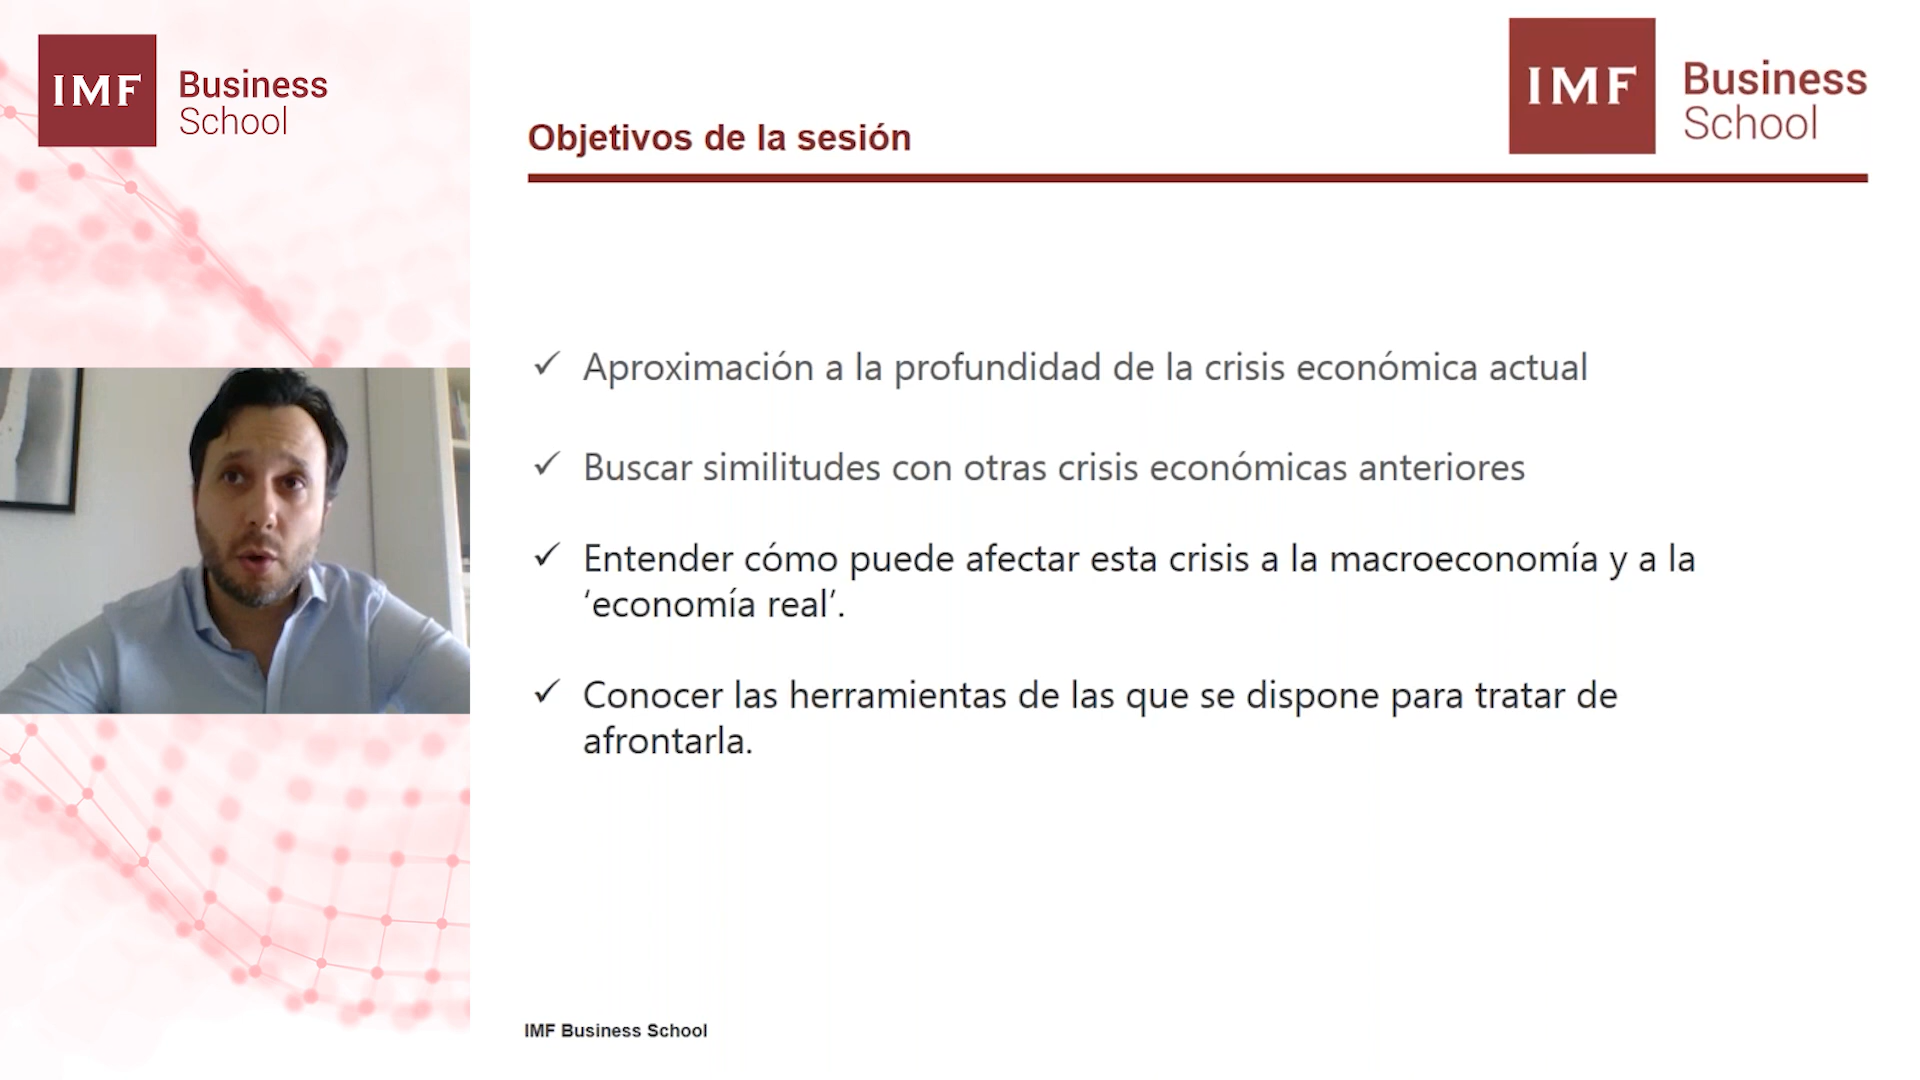 IMF Business
School
IMF Business
School
Objetivos de la sesión
✓ Aproximación a la profundidad de la crisis económica actual
✓ Buscar similitudes con otras crisis económicas anteriores
✓ Entender cómo puede afectar esta crisis a la macroeconomía y a la
‘economía real’.
✓ Conocer las herramientas de las que se dispone para tratar de
afrontarla.
IMF Business School